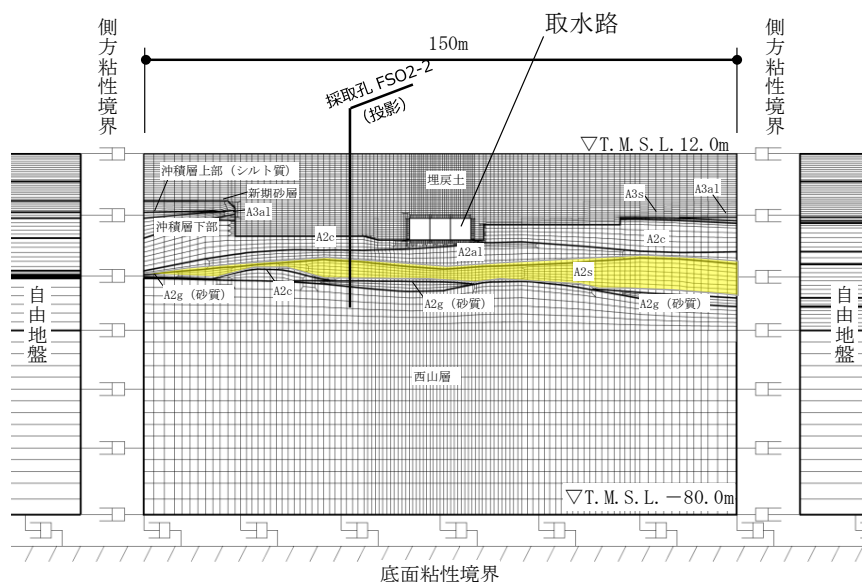 側方粘性境界
150m
取水路
側方粘性境界
採取孔 FSO2-2
(投影)
▽T.M.S.L.12.0m
沖積層上部(シルト質)
埋戻土
新期砂層
A3s
A3al
A3al
沖積層下部
A2c
A2c
A2al
A2s
A2g(砂質)
A2c
A2g(砂質)
A2g(砂質)
自由地盤
自由地盤
西山層
▽T.M.S.L.-80.0m
底面粘性境界